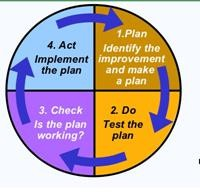 1.Plan
Identify the
improvement
and make
a plan
2. Do
Test the
plan
3. Check
Is the plan
working?
4. Act
Implement
the plan